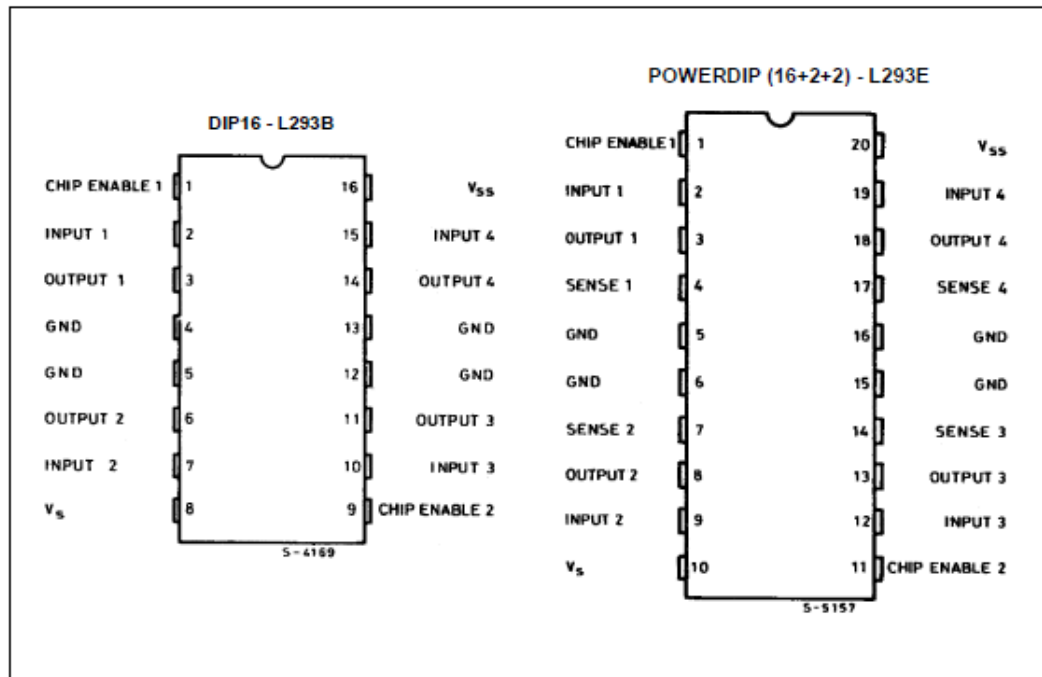 DIP16 - L293B
CHIP ENABLE 1 1 16 VSS
INPUT 1 2 15 INPUT 4
OUTPUT 1 3 14 OUTPUT 4
GND 4 13 GND
GND 5 12 GND
OUTPUT 2 6 11 OUTPUT 3
INPUT 2 7 10 INPUT 3
Vs 8 9 CHIP ENABLE 2
S-4169
POWERDIP (16+2+2) - L293E
CHIP ENABLE 1 1 20 VSS
INPUT 1 2 19 INPUT 4
OUTPUT 1 3 18 OUTPUT 4
SENSE 1 4 17 SENSE 4
GND 5 16 GND
GND 6 15 GND
SENSE 2 7 14 SENSE 3
OUTPUT 2 8 13 OUTPUT 3
INPUT 2 9 12 INPUT 3
Vs 10 11 CHIP ENABLE 2
S-5157